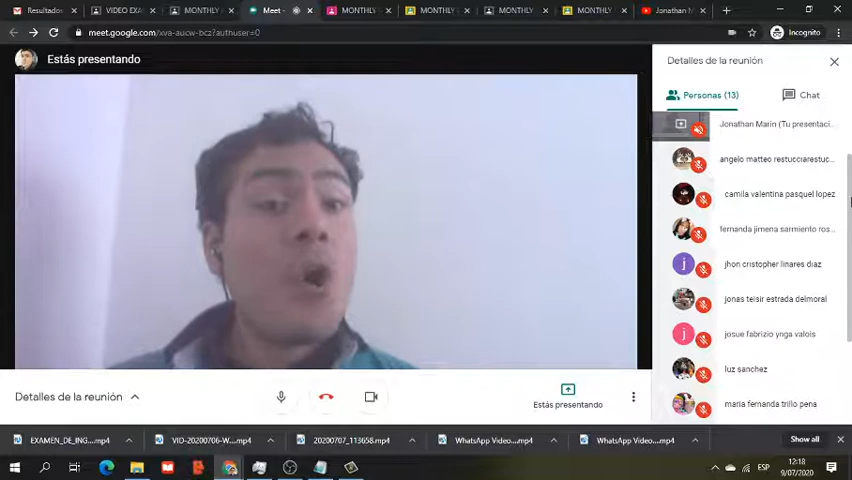 Resultados
VIDEO EXA
MONTHLY
Meet -
MONTHLY
MONTHLY
MONTHLY
MONTHLY
Jonathan M
meet.google.com/xva-aucw-bcz?authuser=0
Incognito
Estás presentando
Detalles de la reunión
Personas (13)
Chat
Jonathan Marin (Tu presentaci...
angelo matteo restucciarestuc...
camila valentina pasquel lopez
fernanda jimena sarmiento ros...
j
jhon cristopher linares diaz
jonas teisir estrada delmoral
j
josue fabrizio ynga valois
luz sanchez
maria fernanda trillo pena
Detalles de la reunión
Estás presentando
EXAMEN_DE_ING....mp4
VID-20200706-W....mp4
20200707_113658.mp4
WhatsApp Video....mp4
WhatsApp Video....mp4
Show all
ESP
12:18
9/07/2020